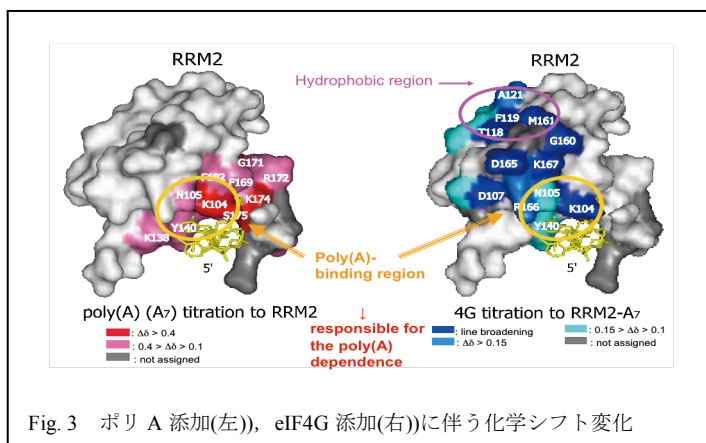 RRM2
RRM2
Hydrophobic region
A121
F119
M161
T118
G160
G171
F169
R172
N105
K104
K174
S175
Y140
K138
5'
D165
K167
D107
N105
R166
K104
Y140
5'
Poly(A)-
binding region
poly(A) (A₇) titration to RRM2
: Δδ > 0.4
: 0.4 > Δδ > 0.1
: not assigned
responsible for
the poly(A)
dependence
4G titration to RRM2-A₇
: line broadening
: Δδ > 0.15
: 0.15 > Δδ > 0.1
: not assigned
Fig. 3 ポリ A 添加(左)), eIF4G 添加(右))に伴う化学シフト変化